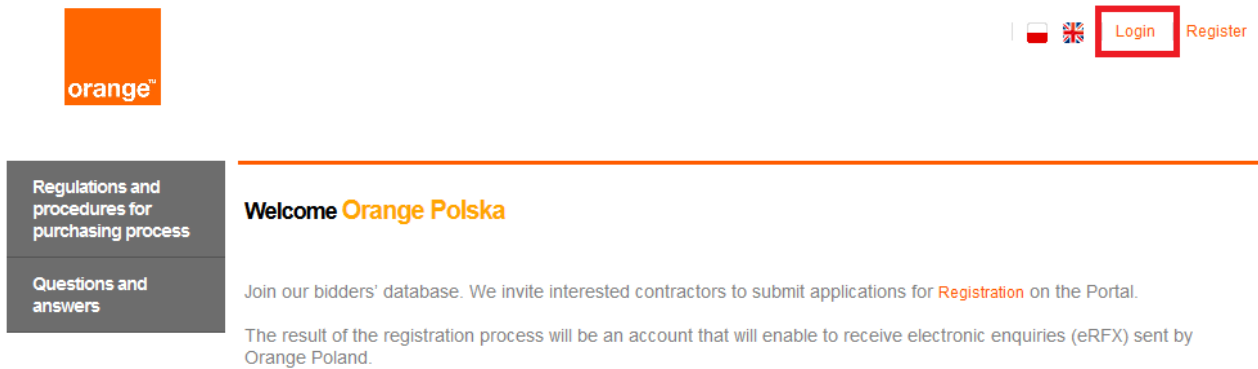 orange™
Login
Register
Regulations and
procedures for
purchasing process
Questions and
answers
Welcome Orange Polska
Join our bidders' database. We invite interested contractors to submit applications for Registration on the Portal.
The result of the registration process will be an account that will enable to receive electronic enquiries (eRFX) sent by
Orange Poland.